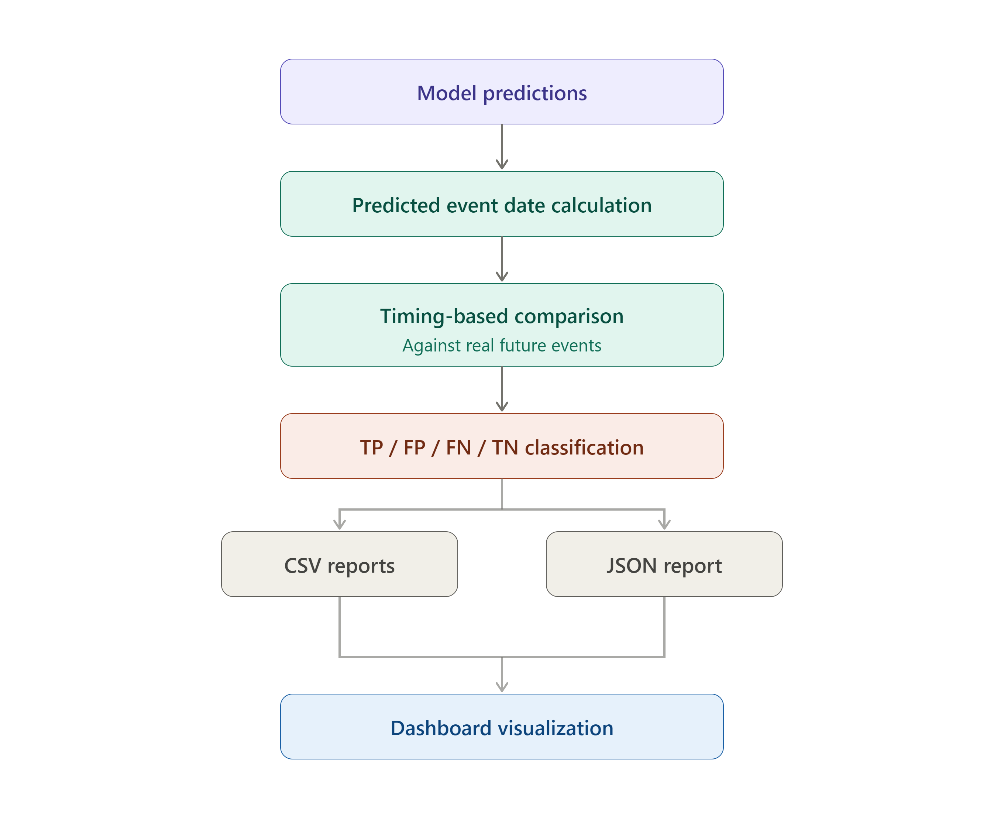 Model predictions
Predicted event date calculation
Timing-based comparison
Against real future events
TP / FP / FN / TN classification
CSV reports
JSON report
Dashboard visualization